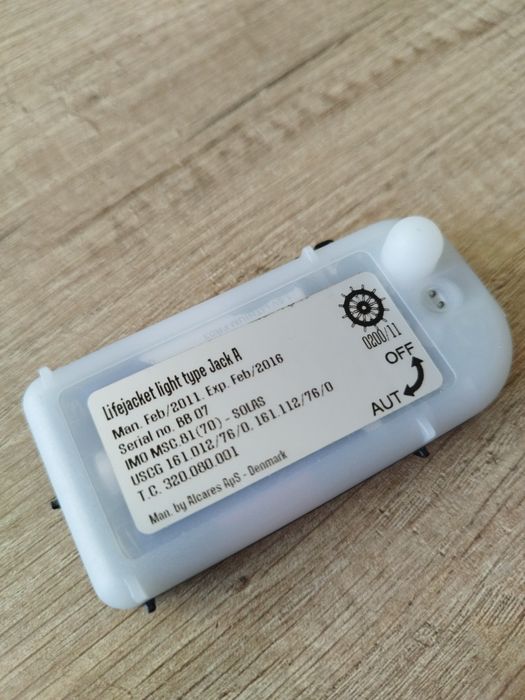 Lifejacket light type Jack A
Man. Feb/2011. Exp. Feb/2016
Serial no. BB 07
IMO MSC 81(70) - SOLAS
USCG 161.012/76/0, 161.112/76/0
T.C. 320.080.001
Man. by Alcares ApS - Denmark
0200/11
OFF
AUT